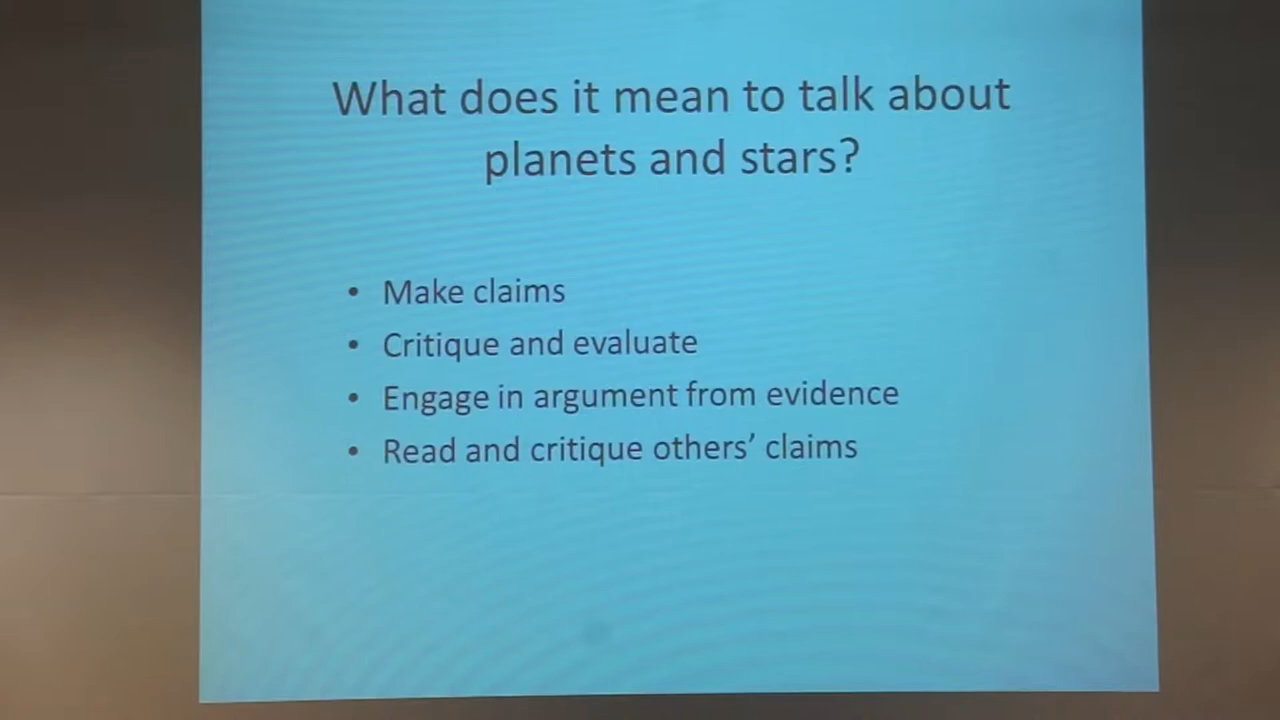 What does it mean to talk about
planets and stars?
• Make claims
• Critique and evaluate
• Engage in argument from evidence
• Read and critique others’ claims